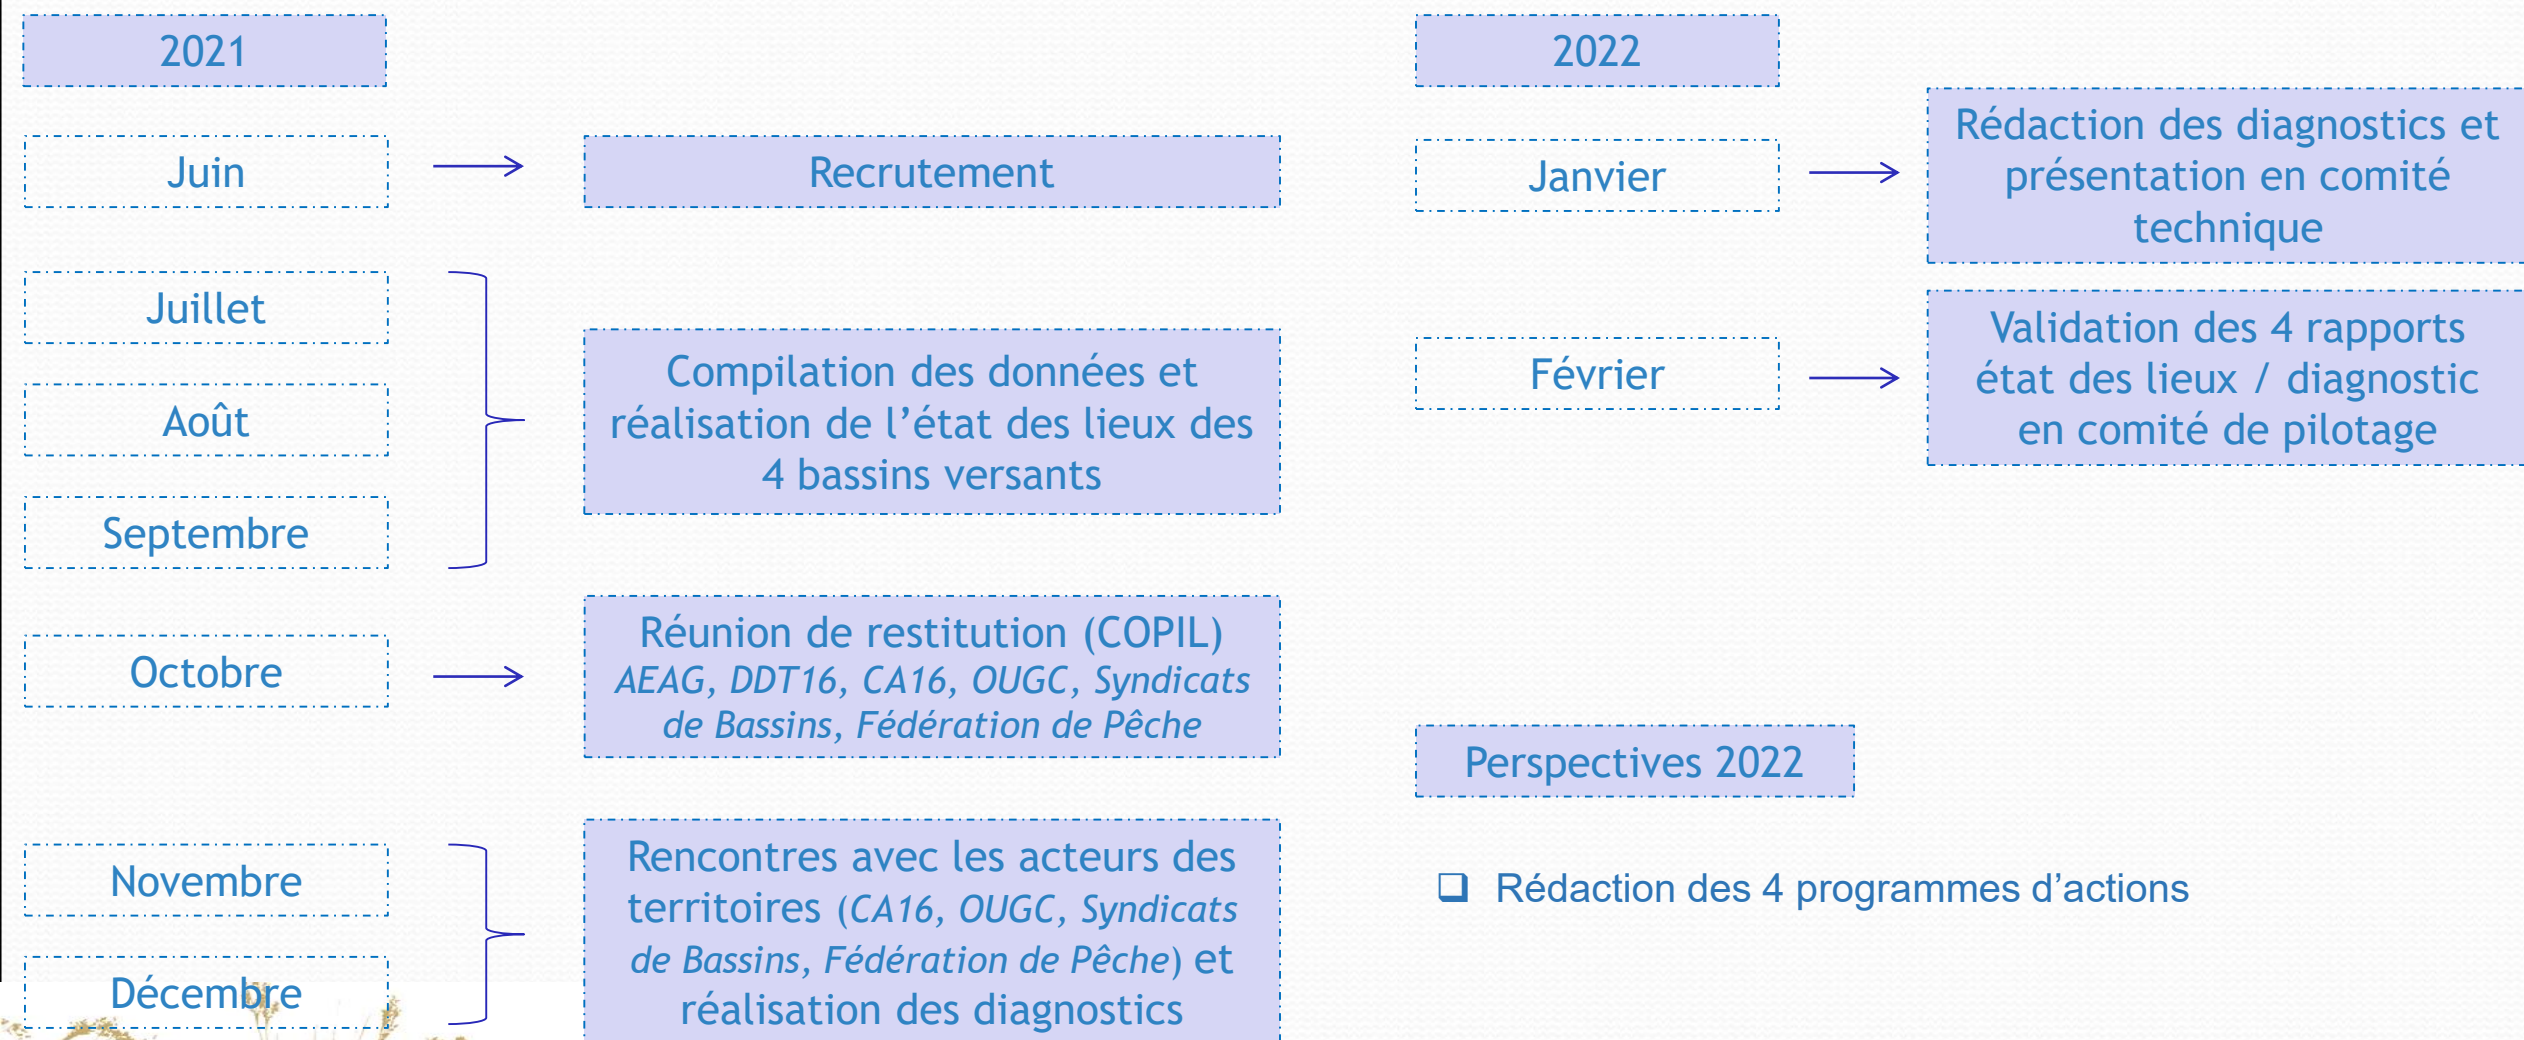 2021
Juin
Recrutement
Juillet
Août
Septembre
Compilation des données et
réalisation de l’état des lieux des
4 bassins versants
Octobre
Réunion de restitution (COPIL)
AEAG, DDT16, CA16, OUGC, Syndicats
de Bassins, Fédération de Pêche
Novembre
Décembre
Rencontres avec les acteurs des
territoires (CA16, OUGC, Syndicats
de Bassins, Fédération de Pêche) et
réalisation des diagnostics
2022
Janvier
Rédaction des diagnostics et
présentation en comité
technique
Février
Validation des 4 rapports
état des lieux / diagnostic
en comité de pilotage
Perspectives 2022
Rédaction des 4 programmes d’actions